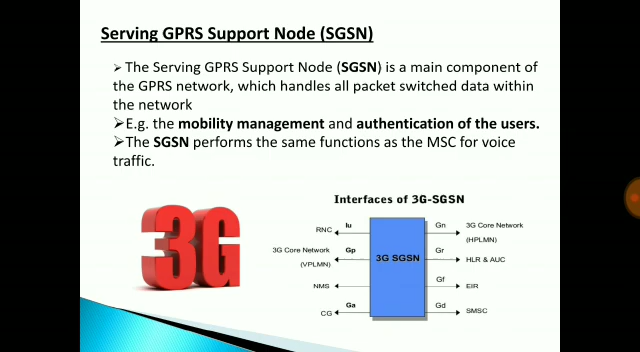 Serving GPRS Support Node (SGSN)
➢ The Serving GPRS Support Node (SGSN) is a main component of
the GPRS network, which handles all packet switched data within
the network
➢E.g. the mobility management and authentication of the users.
➢The SGSN performs the same functions as the MSC for voice
traffic.
3G
Interfaces of 3G-SGSN
RNC Iu Gn 3G Core Network
(HPLMN)
3G Core Network Gp
(VPLMN)
3G SGSN
Gr HLR & AUC
NMS Gf EIR
CG Ga Gd SMSC